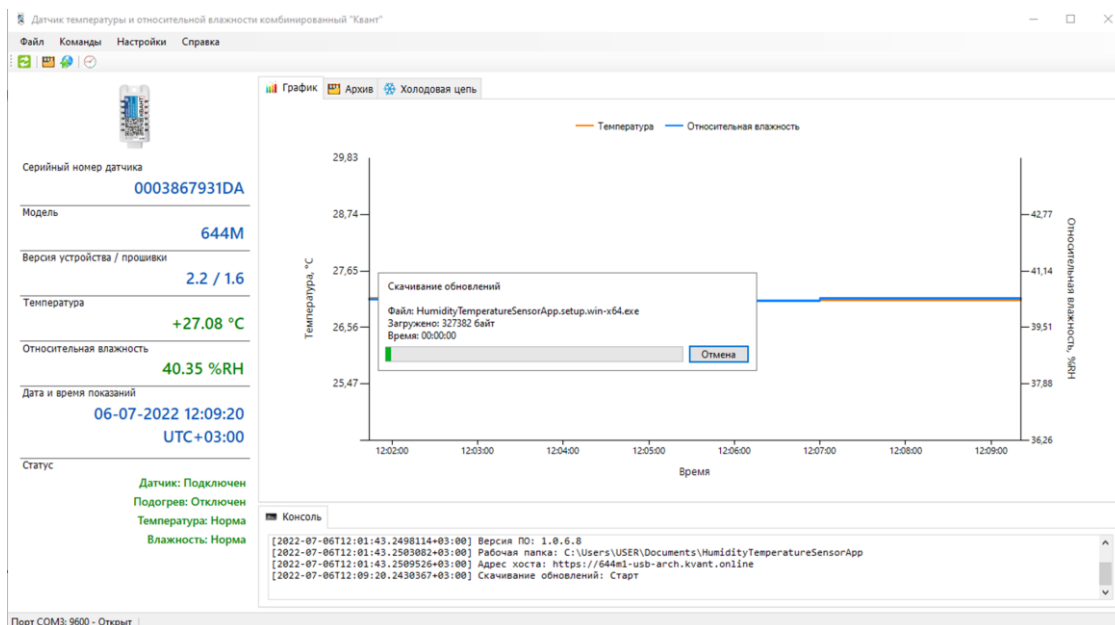 Датчик температуры и относительной влажности комбинированный "Квант"
Файл Команды Настройки Справка
График Архив Холодовая цепь
Серийный номер датчика
0003867931DA
Модель
644M
Версия устройства / прошивки
2.2 / 1.6
Температура
+27.08 °C
Относительная влажность
40.35 %RH
Дата и время показаний
06-07-2022 12:09:20
UTC+03:00
Статус
Датчик: Подключен
Подогрев: Отключен
Температура: Норма
Влажность: Норма
Температура Относительная влажность
29,83
28,74
27,65
26,56
25,47
Температура, °C
42,77
41,14
39,51
37,88
36,26
Относительная влажность, %RH
12:02:00 12:03:00 12:04:00 12:05:00 12:06:00 12:07:00 12:08:00 12:09:00
Время
Скачивание обновлений
Файл: HumidityTemperatureSensorApp.setup.win-x64.exe
Загружено: 327382 байт
Время: 00:00:00
Отмена
Консоль
[2022-07-06T12:01:43.2498114+03:00] Версия ПО: 1.0.6.8
[2022-07-06T12:01:43.2503082+03:00] Рабочая папка: C:\Users\USER\Documents\HumidityTemperatureSensorApp
[2022-07-06T12:01:43.2509526+03:00] Адрес хоста: https://644m1-usb-arch.kvant.online
[2022-07-06T12:09:20.2430367+03:00] Скачивание обновлений: Старт
Порт COM3: 9600 - Открыт